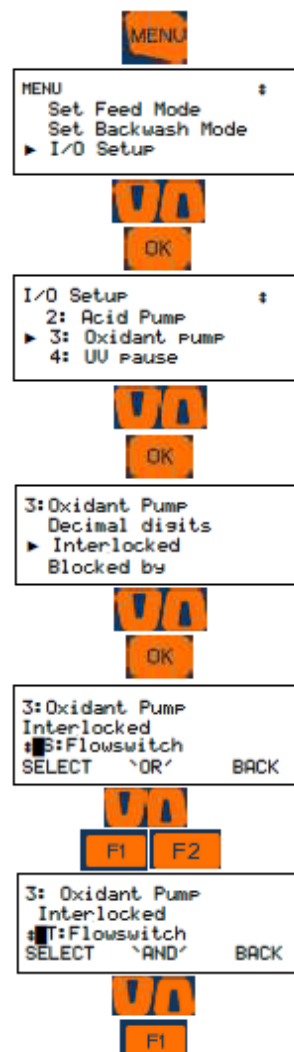 MENU
MENU ↕
Set Feed Mode
Set Backwash Mode
► I/O Setup
OK
I/O Setup ↕
2: Acid Pump
► 3: Oxidant pump
4: UV pause
OK
3:Oxidant Pump
Decimal digits
► Interlocked
Blocked by
OK
3:Oxidant Pump
Interlocked
↕█S:Flowswitch
SELECT `OR´ BACK
F1 F2
3: Oxidant Pump
Interlocked
↕█T:Flowswitch
SELECT `AND´ BACK
F1